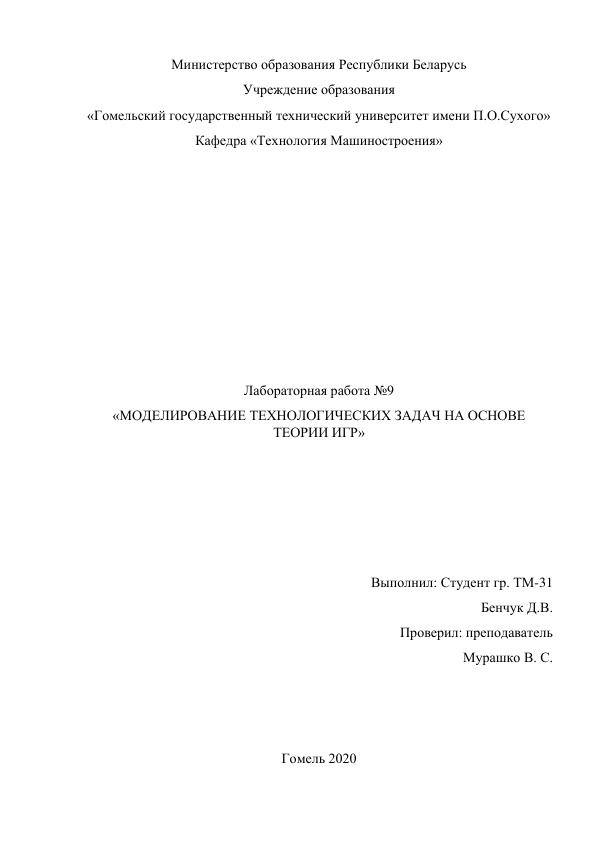 Министерство образования Республики Беларусь
Учреждение образования
«Гомельский государственный технический университет имени П.О.Сухого»
Кафедра «Технология Машиностроения»
Лабораторная работа №9
«МОДЕЛИРОВАНИЕ ТЕХНОЛОГИЧЕСКИХ ЗАДАЧ НА ОСНОВЕ
ТЕОРИИ ИГР»
Выполнил: Студент гр. ТМ-31
Бенчук Д.В.
Проверил: преподаватель
Мурашко В. С.
Гомель 2020